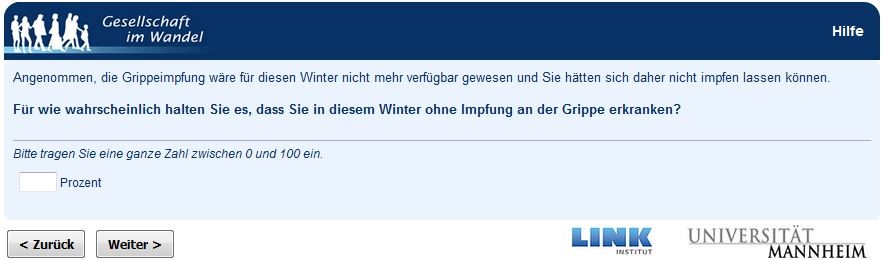 Gesellschaft
im Wandel
Hilfe
Angenommen, die Grippeimpfung wäre für diesen Winter nicht mehr verfügbar gewesen und Sie hätten sich daher nicht impfen lassen können.
Für wie wahrscheinlich halten Sie es, dass Sie in diesem Winter ohne Impfung an der Grippe erkranken?
Bitte tragen Sie eine ganze Zahl zwischen 0 und 100 ein.
Prozent
< Zurück
Weiter >
LINK
INSTITUT
UNIVERSITÄT
MANNHEIM